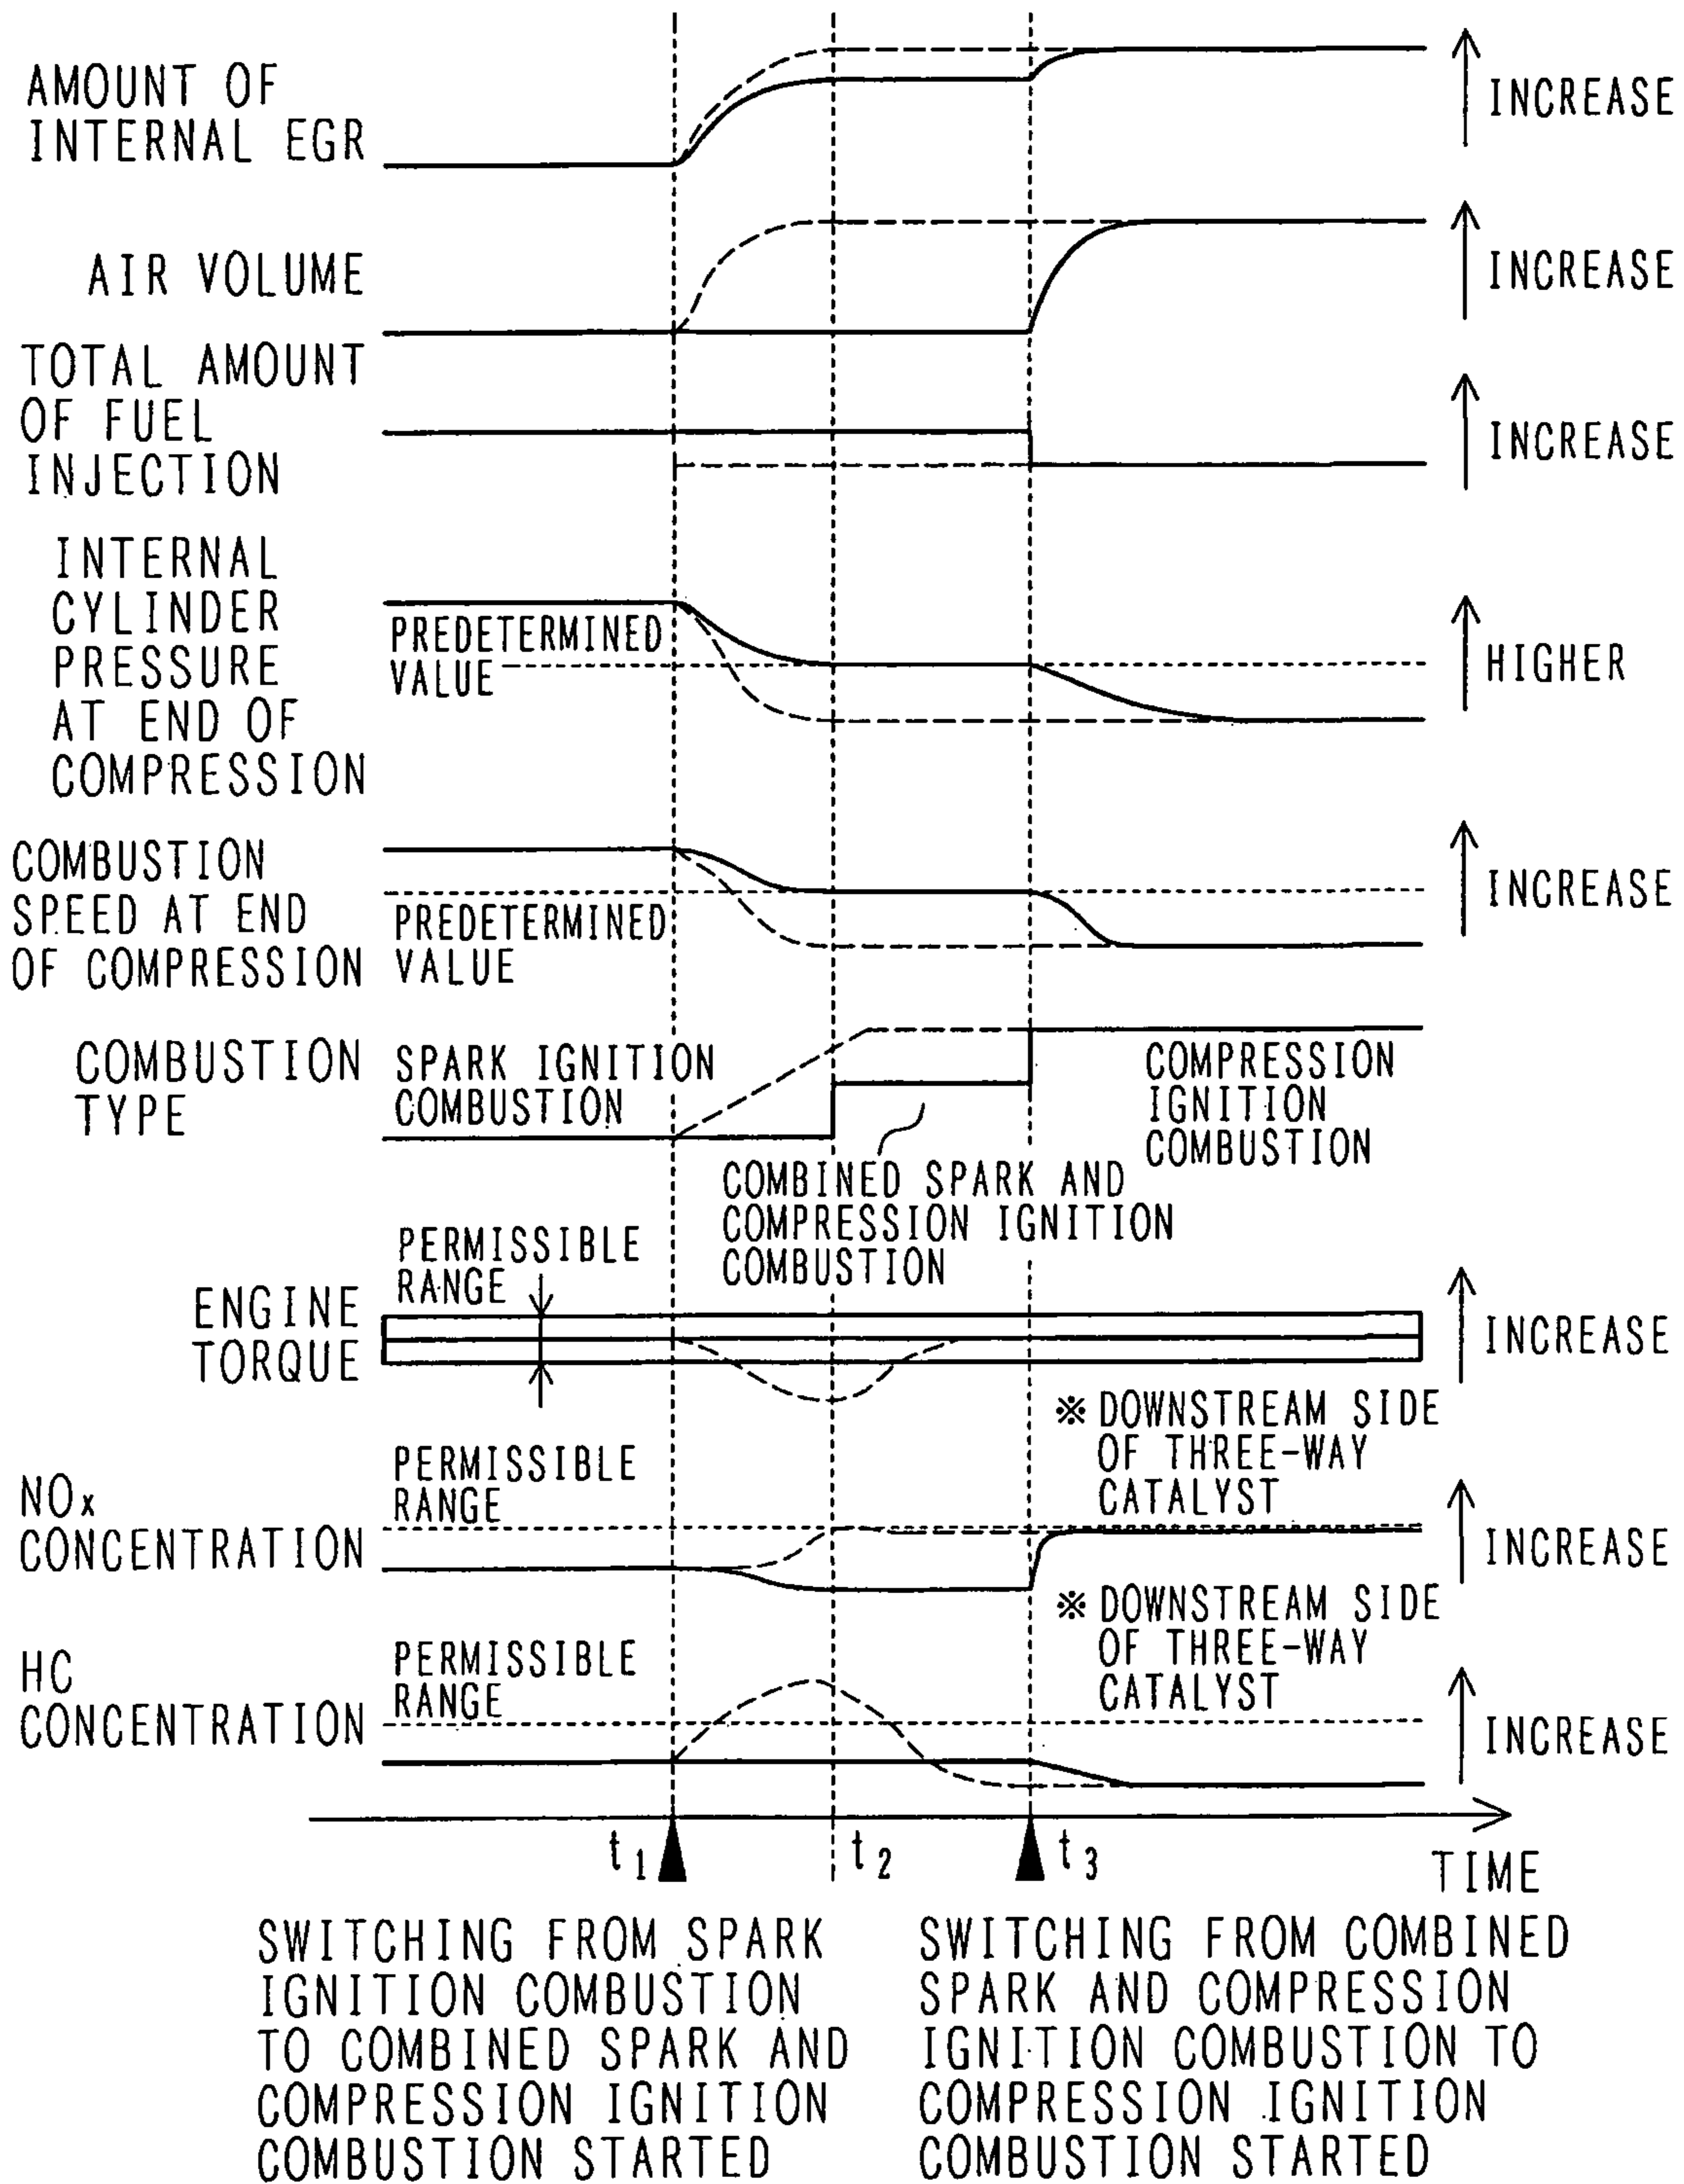 AMOUNT OF
INTERNAL EGR
INCREASE
AIR VOLUME
INCREASE
TOTAL AMOUNT
OF FUEL
INJECTION
INCREASE
INTERNAL
CYLINDER
PRESSURE
AT END OF
COMPRESSION
PREDETERMINED
VALUE
HIGHER
COMBUSTION
SPEED AT END
OF COMPRESSION
PREDETERMINED
VALUE
INCREASE
COMBUSTION
TYPE
SPARK IGNITION
COMBUSTION
COMBINED SPARK AND
COMPRESSION IGNITION
COMBUSTION
COMPRESSION
IGNITION
COMBUSTION
ENGINE
TORQUE
PERMISSIBLE
RANGE
INCREASE
NOx
CONCENTRATION
PERMISSIBLE
RANGE
※ DOWNSTREAM SIDE
OF THREE-WAY
CATALYST
INCREASE
HC
CONCENTRATION
PERMISSIBLE
RANGE
※ DOWNSTREAM SIDE
OF THREE-WAY
CATALYST
INCREASE
t1
t2
t3
TIME
SWITCHING FROM SPARK
IGNITION COMBUSTION
TO COMBINED SPARK AND
COMPRESSION IGNITION
COMBUSTION STARTED
SWITCHING FROM COMBINED
SPARK AND COMPRESSION
IGNITION COMBUSTION TO
COMPRESSION IGNITION
COMBUSTION STARTED